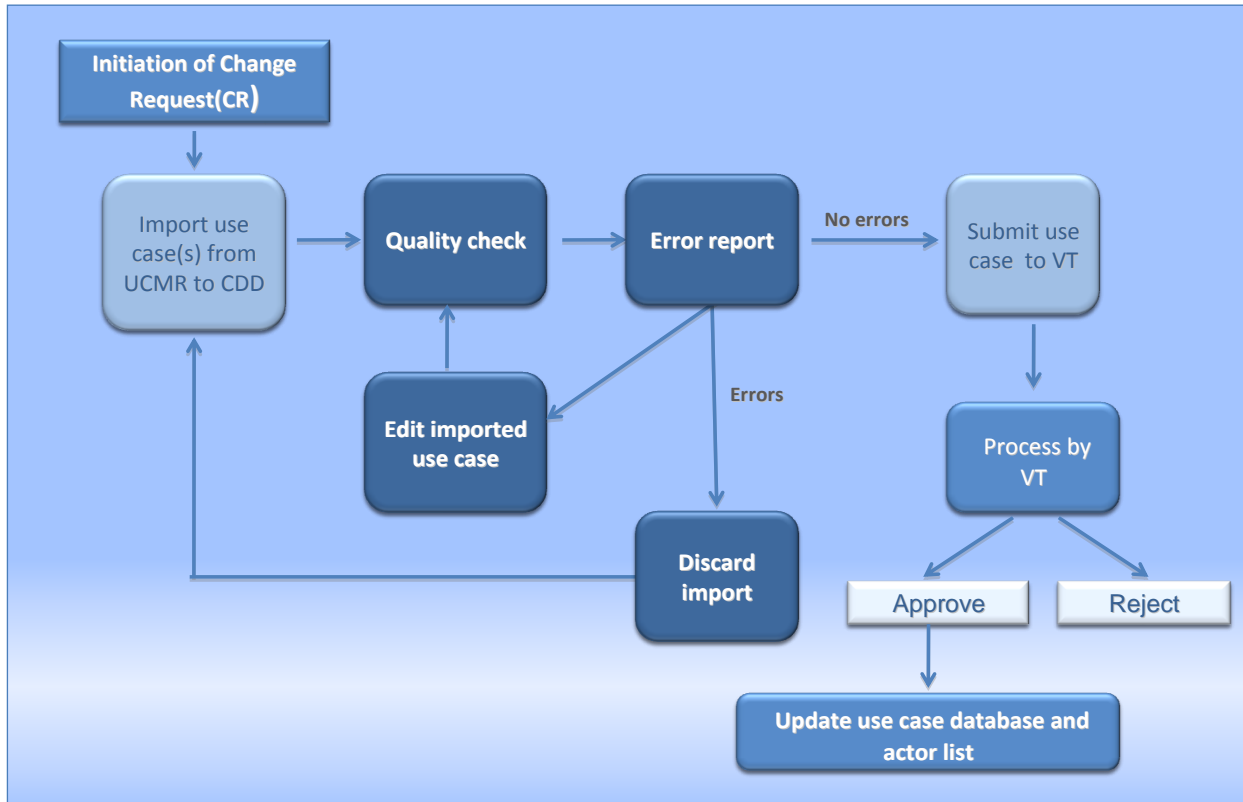 Initiation of Change
Request(CR)
Import use
case(s) from
UCMR to CDD
Quality check
Error report
No errors
Submit use
case to VT
Edit imported
use case
Errors
Process by
VT
Discard
import
Approve
Reject
Update use case database and
actor list